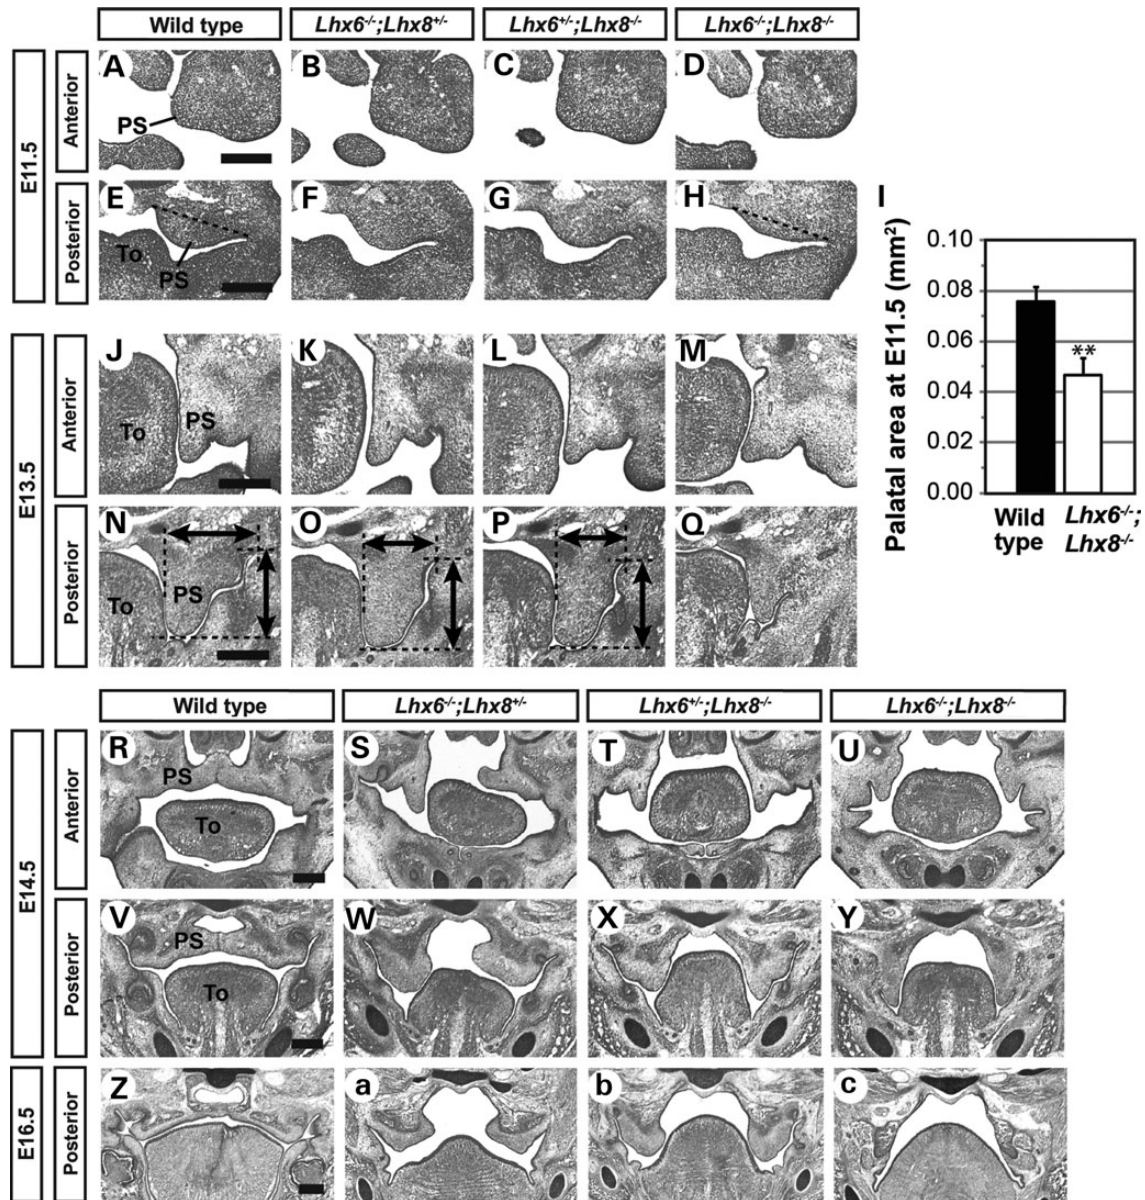 Wild type
Lhx6-/-;Lhx8+/-
Lhx6+/-;Lhx8-/-
Lhx6-/-;Lhx8-/-
E11.5
Anterior
A
PS
B
C
D
Posterior
E
To
PS
F
G
H
I
Palatal area at E11.5 (mm²)
0.10
0.08
0.06
0.04
0.02
0.00
**
Wild type
Lhx6-/-;
Lhx8-/-
E13.5
Anterior
J
To
PS
K
L
M
Posterior
N
To
PS
O
P
Q
Wild type
Lhx6-/-;Lhx8+/-
Lhx6+/-;Lhx8-/-
Lhx6-/-;Lhx8-/-
E14.5
Anterior
R
PS
To
S
T
U
Posterior
V
PS
To
W
X
Y
E16.5
Posterior
Z
a
b
c